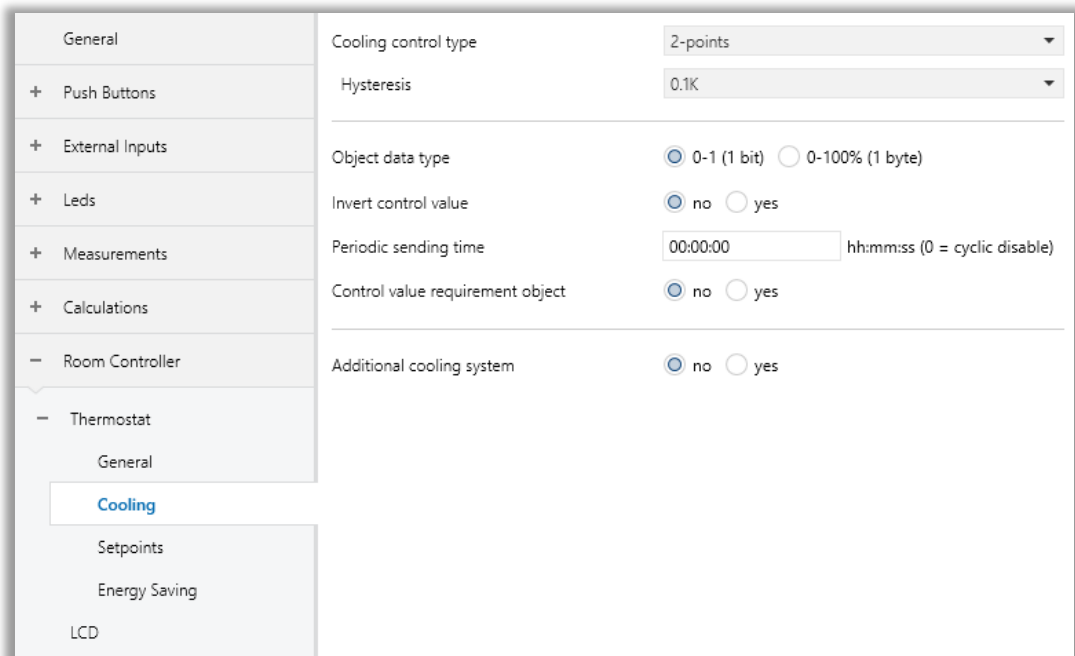 General
+ Push Buttons
+ External Inputs
+ Leds
+ Measurements
+ Calculations
− Room Controller
− Thermostat
General
Cooling
Setpoints
Energy Saving
LCD
Cooling control type 2-points
Hysteresis 0.1K
Object data type 0-1 (1 bit) 0-100% (1 byte)
Invert control value no yes
Periodic sending time 00:00:00 hh:mm:ss (0 = cyclic disable)
Control value requirement object no yes
Additional cooling system no yes